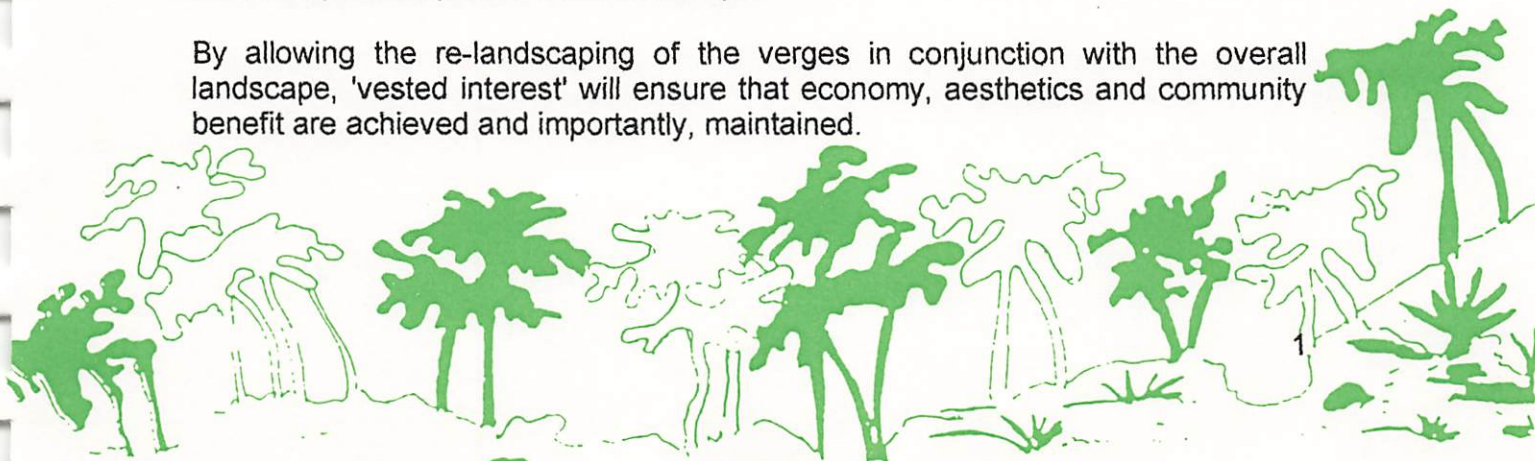 By allowing the re-landscaping of the verges in conjunction with the overall
landscape, 'vested interest' will ensure that economy, aesthetics and community
benefit are achieved and importantly, maintained.
1